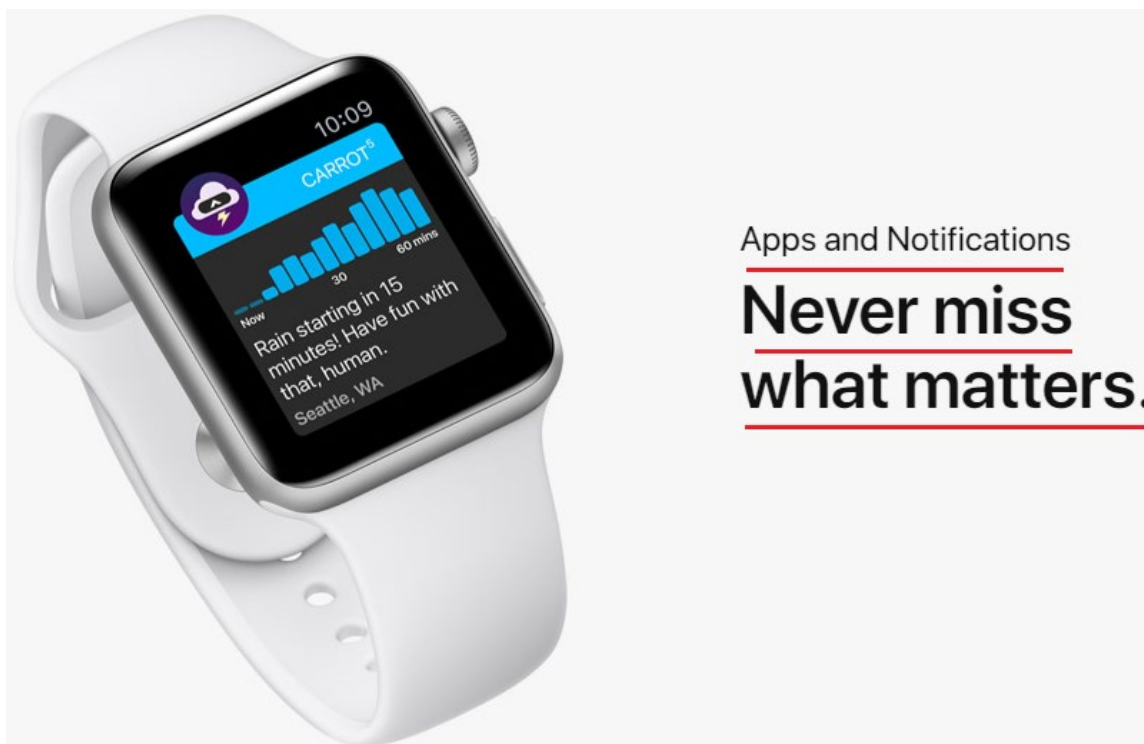 10:09
CARROT⁵
Now
30
60 mins
Rain starting in 15
minutes! Have fun with
that, human.
Seattle, WA
Apps and Notifications
Never miss
what matters.